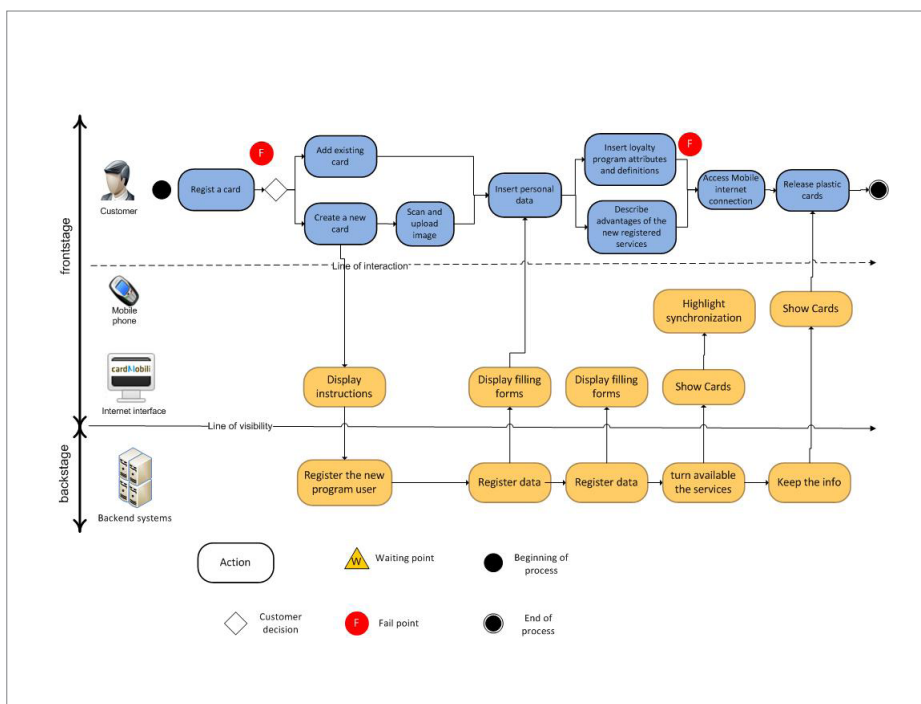 frontstage
backstage
Customer
Regist a card
F
Add existing
card
Create a new
card
Scan and
upload
image
Insert personal
data
Insert loyalty
program attributes
and definitions
F
Describe
advantages of the
new registered
services
Access Mobile
internet
connection
Release plastic
cards
Line of interaction
Mobile
phone
Highlight
synchronization
Show Cards
cardMobili
Internet interface
Display
instructions
Display filling
forms
Display filling
forms
Show Cards
Line of visibility
Backend systems
Register the new
program user
Register data
Register data
turn available
the services
Keep the info
Action
W
Waiting point
Beginning of
process
Customer
decision
F
Fail point
End of
process